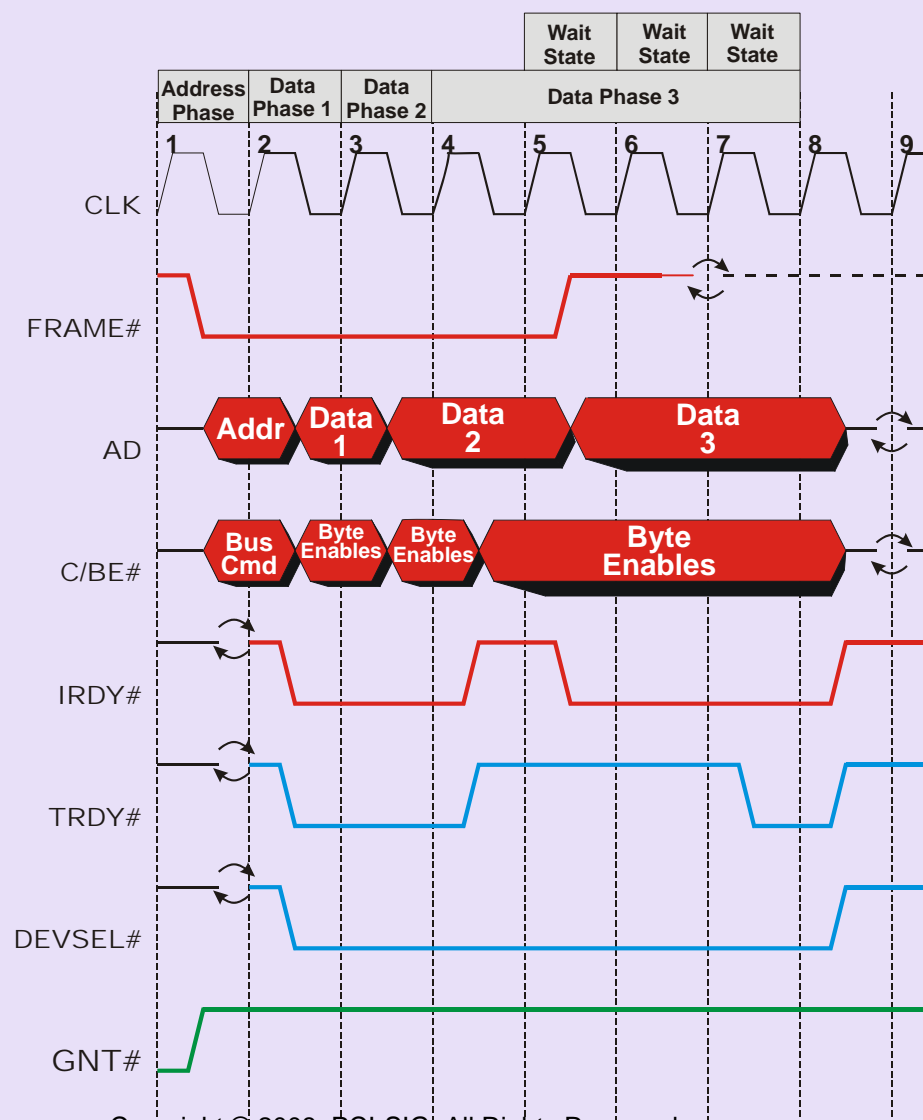 Wait State
Wait State
Wait State
Address Phase
Data Phase 1
Data Phase 2
Data Phase 3
1 2 3 4 5 6 7 8 9
CLK
FRAME#
AD
Addr
Data 1
Data 2
Data 3
C/BE#
Bus Cmd
Byte Enables
Byte Enables
Byte Enables
IRDY#
TRDY#
DEVSEL#
GNT#